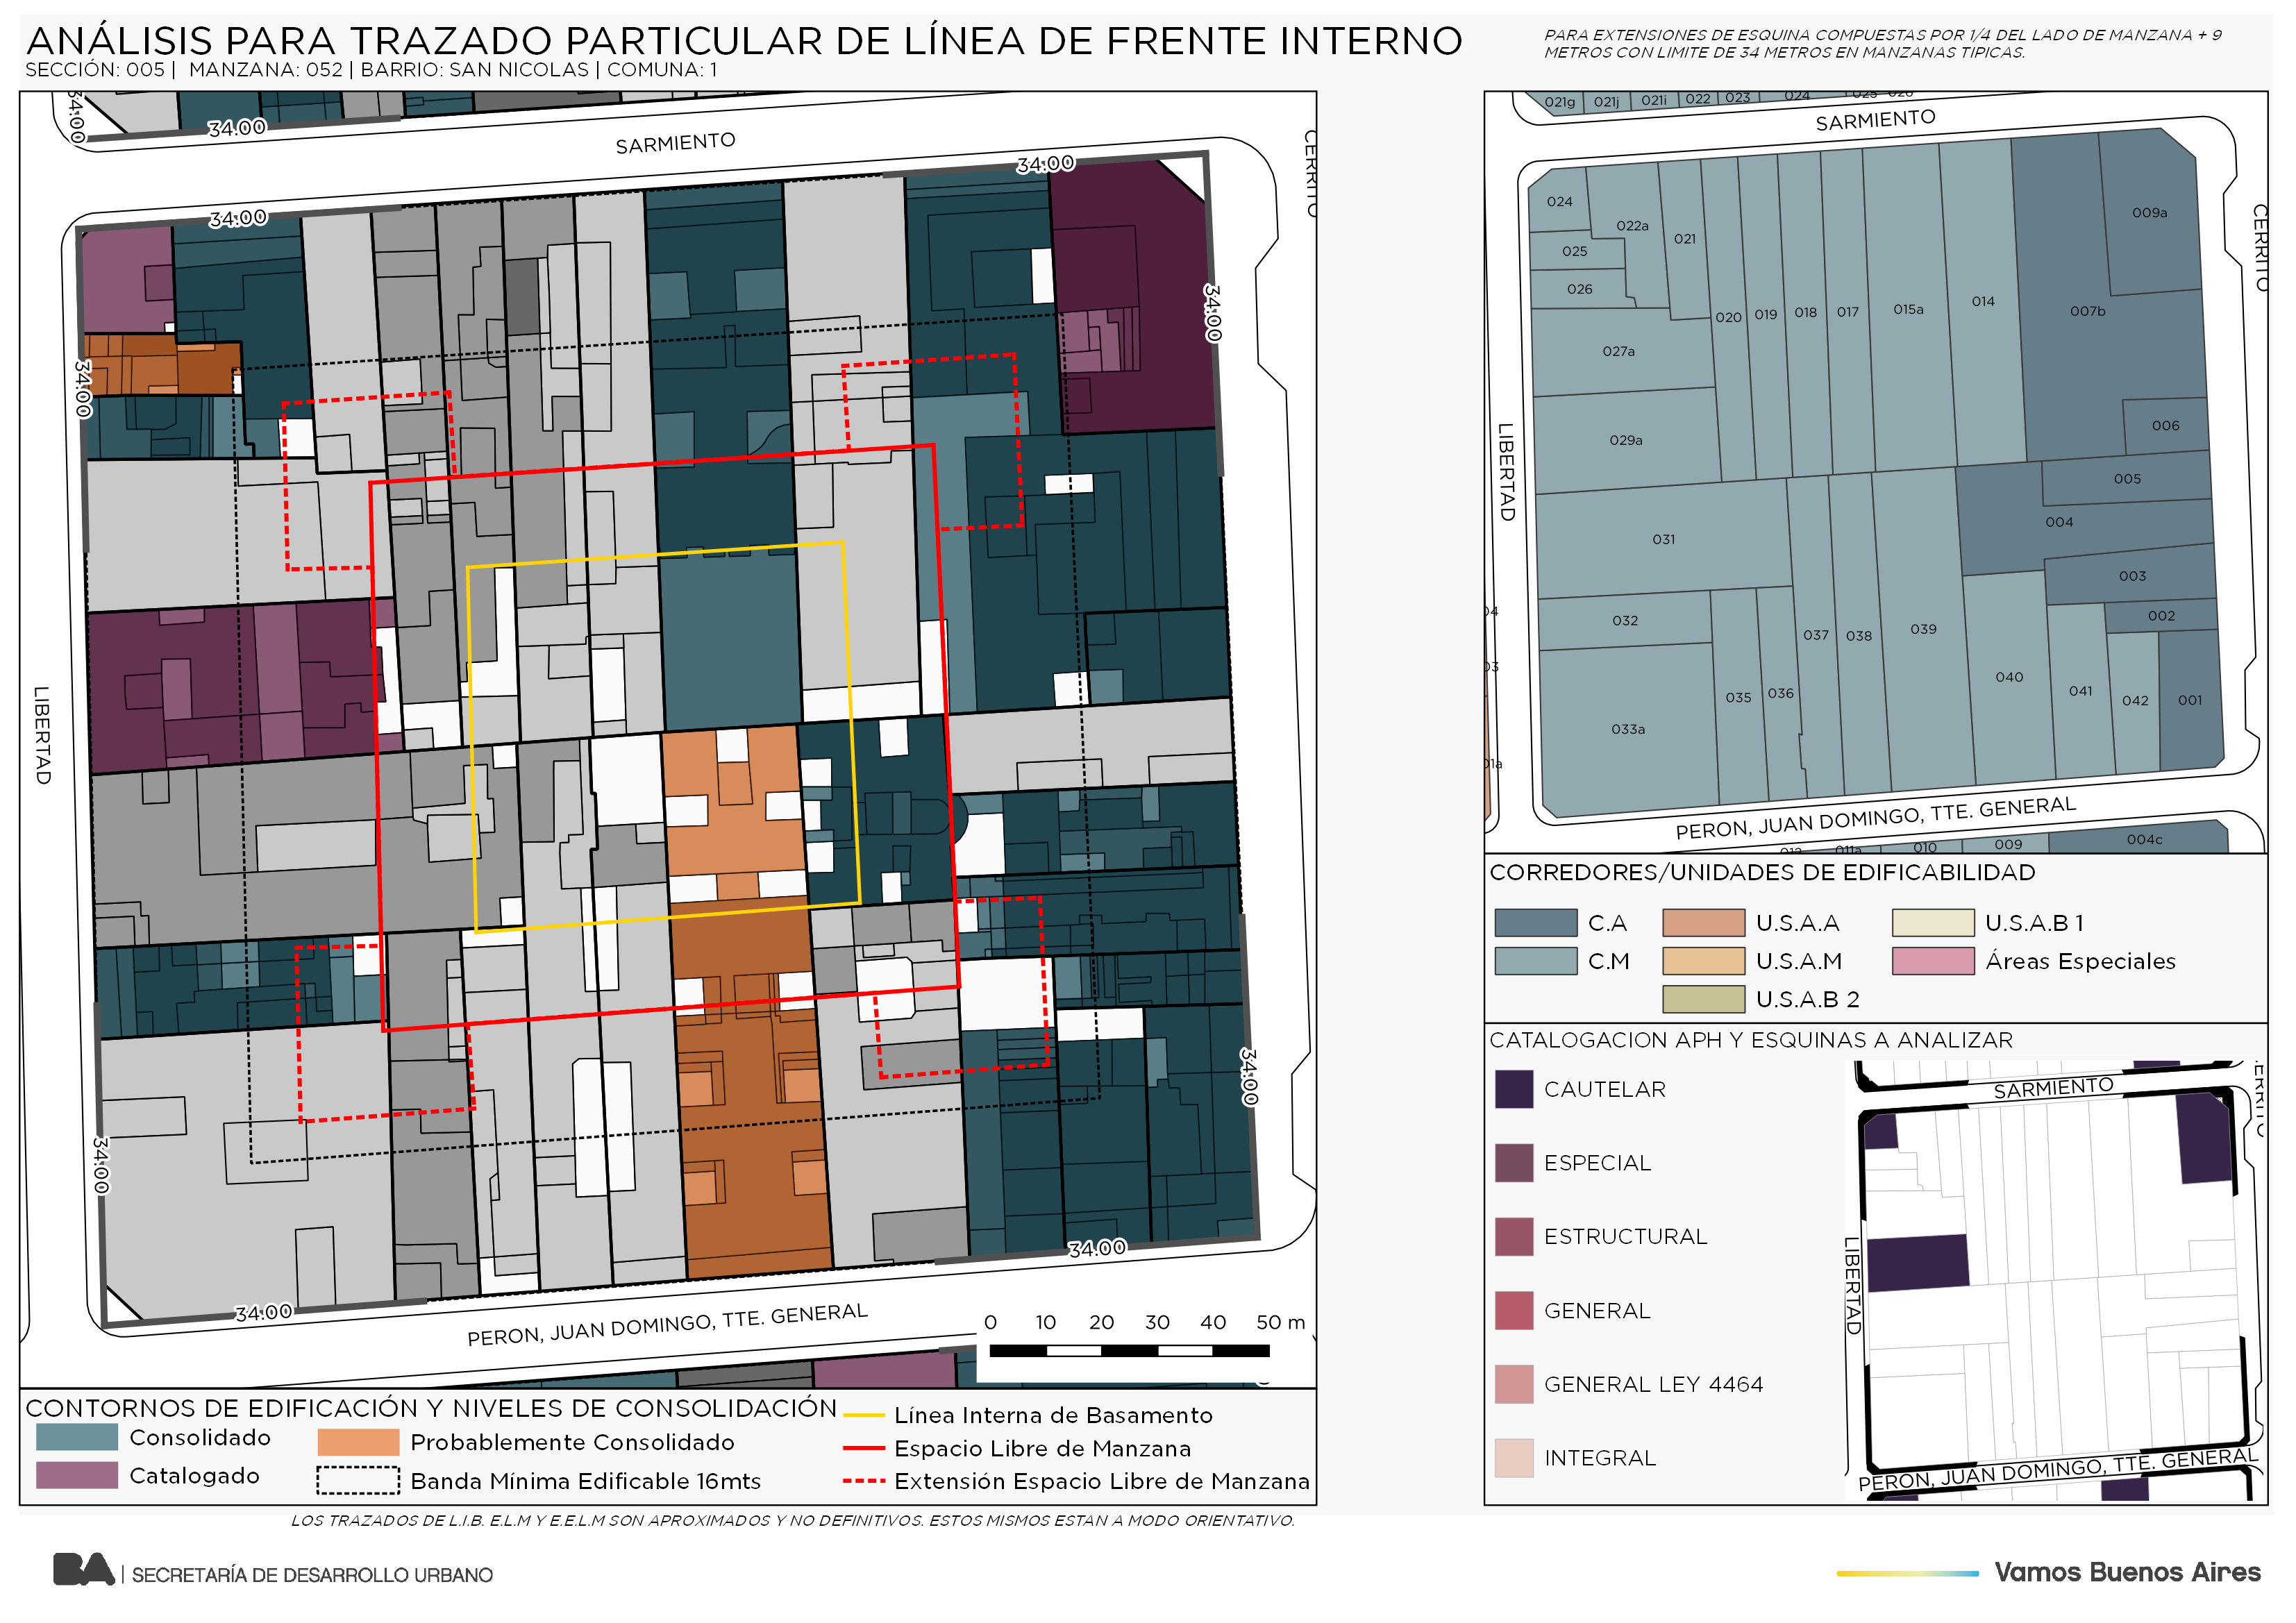 ANÁLISIS PARA TRAZADO PARTICULAR DE LÍNEA DE FRENTE INTERNO
SECCIÓN: 005 | MANZANA: 052 | BARRIO: SAN NICOLAS | COMUNA: 1
PARA EXTENSIONES DE ESQUINA COMPUESTAS POR 1/4 DEL LADO DE MANZANA + 9
METROS CON LIMITE DE 34 METROS EN MANZANAS TIPICAS.
34.00
34.00
SARMIENTO
CERRITO
34.00
34.00
34.00
34.00
LIBERTAD
34.00
34.00
34.00
34.00
PERON, JUAN DOMINGO, TTE. GENERAL
0 10 20 30 40 50 m
CONTORNOS DE EDIFICACIÓN Y NIVELES DE CONSOLIDACIÓN
Consolidado
Catalogado
Probablemente Consolidado
Banda Mínima Edificable 16mts
Línea Interna de Basamento
Espacio Libre de Manzana
Extensión Espacio Libre de Manzana
021g 021j 021i 022 023 024 025 026
SARMIENTO
CERRITO
LIBERTAD
024
022a
021
025
026
020
019
018
017
015a
014
007b
009a
027a
029a
006
005
004
031
003
002
032
037
038
039
040
041
042
001
035
036
033a
04
03
01a
PERON, JUAN DOMINGO, TTE. GENERAL
012 011a 010 009 004c
CORREDORES/UNIDADES DE EDIFICABILIDAD
C.A
C.M
U.S.A.A
U.S.A.M
U.S.A.B 2
U.S.A.B 1
Áreas Especiales
CATALOGACION APH Y ESQUINAS A ANALIZAR
CAUTELAR
ESPECIAL
ESTRUCTURAL
GENERAL
GENERAL LEY 4464
INTEGRAL
SARMIENTO
LIBERTAD
PERON, JUAN DOMINGO, TTE. GENERAL
LOS TRAZADOS DE L.I.B. E.L.M Y E.E.L.M SON APROXIMADOS Y NO DEFINITIVOS. ESTOS MISMOS ESTAN A MODO ORIENTATIVO.
BA | SECRETARÍA DE DESARROLLO URBANO
Vamos Buenos Aires